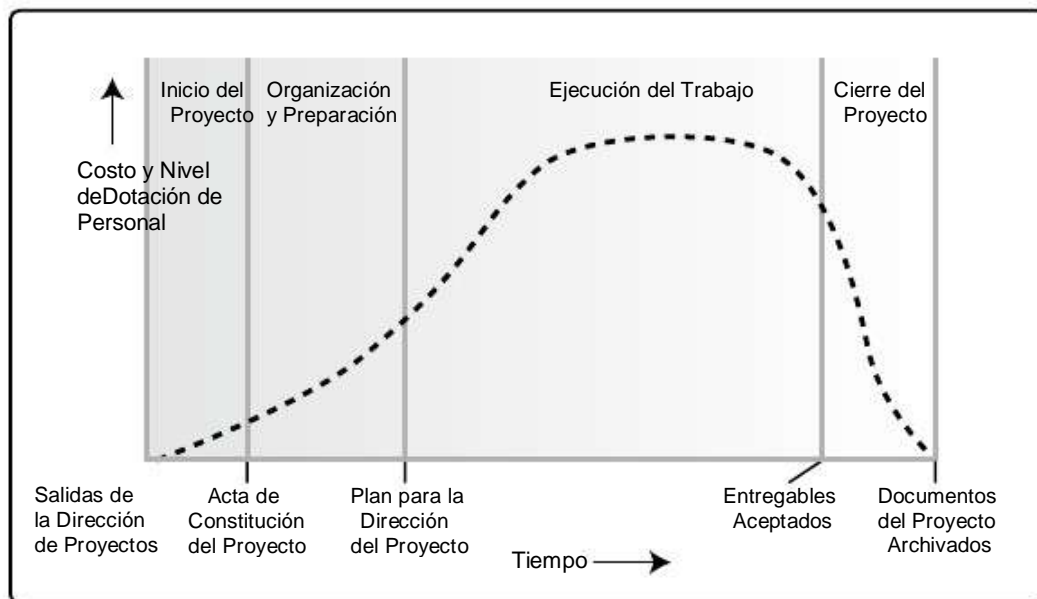 Inicio del
Proyecto
Organización
y Preparación
Ejecución del Trabajo
Cierre del
Proyecto
Costo y Nivel
deDotación de
Personal
Salidas de
la Dirección
de Proyectos
Acta de
Constitución
del Proyecto
Plan para la
Dirección
del Proyecto
Entregables
Aceptados
Documentos
del Proyecto
Archivados
Tiempo